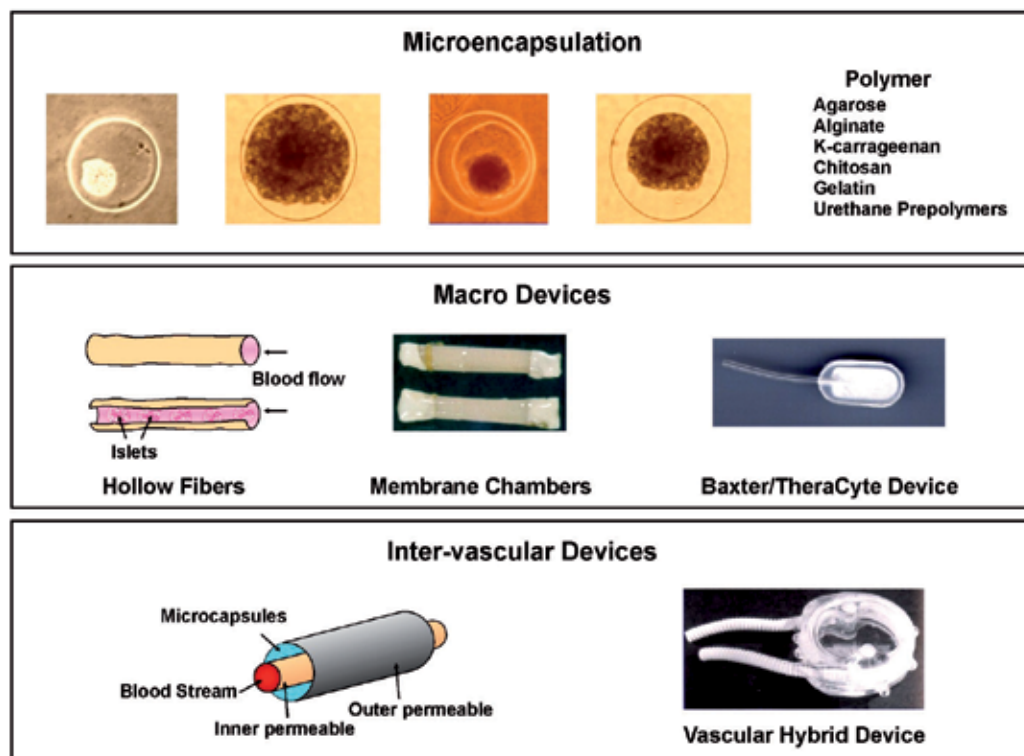 Microencapsulation
Polymer
Agarose
Alginate
K-carrageenan
Chitosan
Gelatin
Urethane Prepolymers
Macro Devices
Blood flow
Islets
Hollow Fibers
Membrane Chambers
Baxter/TheraCyte Device
Inter-vascular Devices
Microcapsules
Blood Stream
Inner permeable
Outer permeable
Vascular Hybrid Device